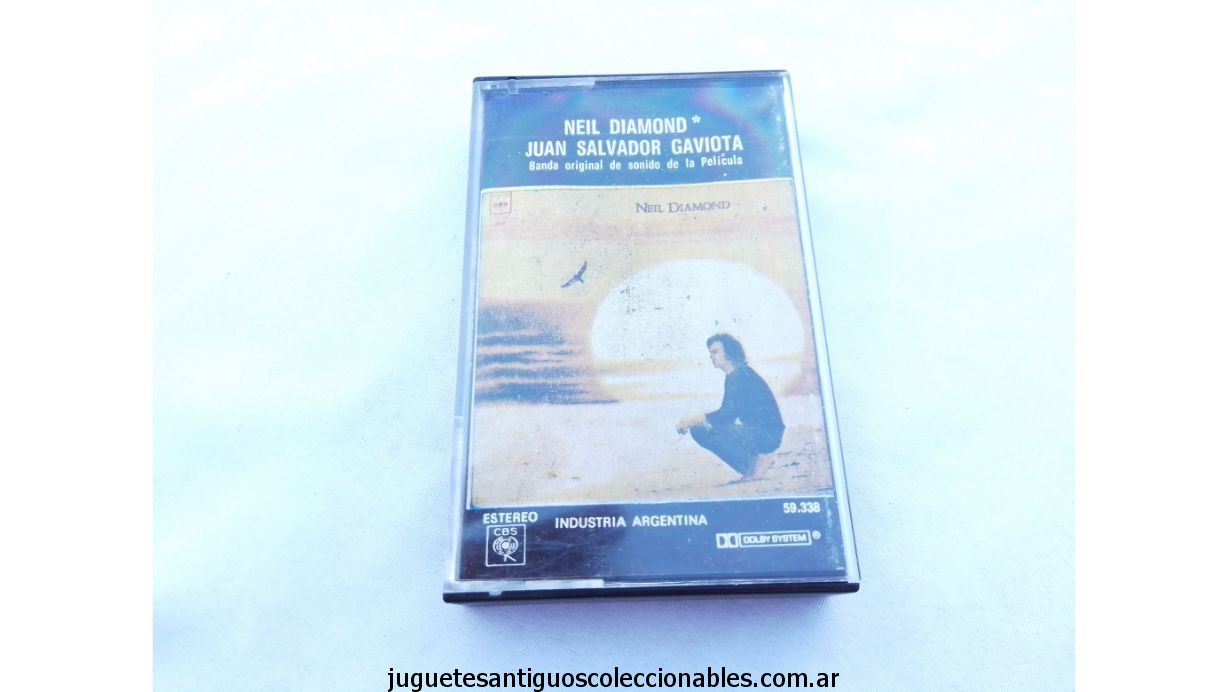 NEIL DIAMOND*
JUAN SALVADOR GAVIOTA
Banda original de sonido de la Película
NEIL DIAMOND
ESTEREO
CBS
INDUSTRIA ARGENTINA
59.338
DOLBY SYSTEM ®
juguetesantiguoscoleccionables.com.ar